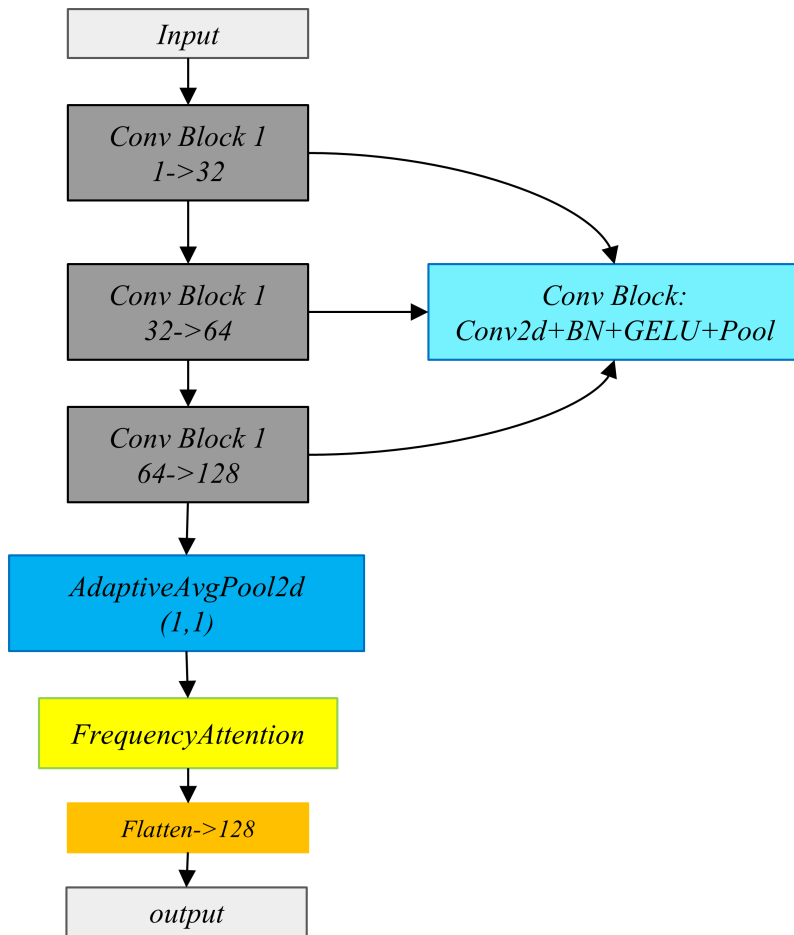 Input
Conv Block 1
1->32
Conv Block 1
32->64
Conv Block:
Conv2d+BN+GELU+Pool
Conv Block 1
64->128
AdaptiveAvgPool2d
(1,1)
FrequencyAttention
Flatten->128
output